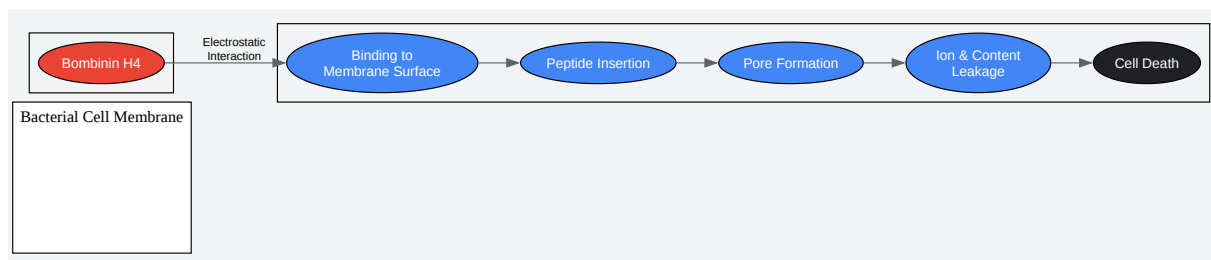 Bombinin H4
Electrostatic
Interaction
Binding to
Membrane Surface
Peptide Insertion
Pore Formation
Ion & Content
Leakage
Cell Death
Bacterial Cell Membrane